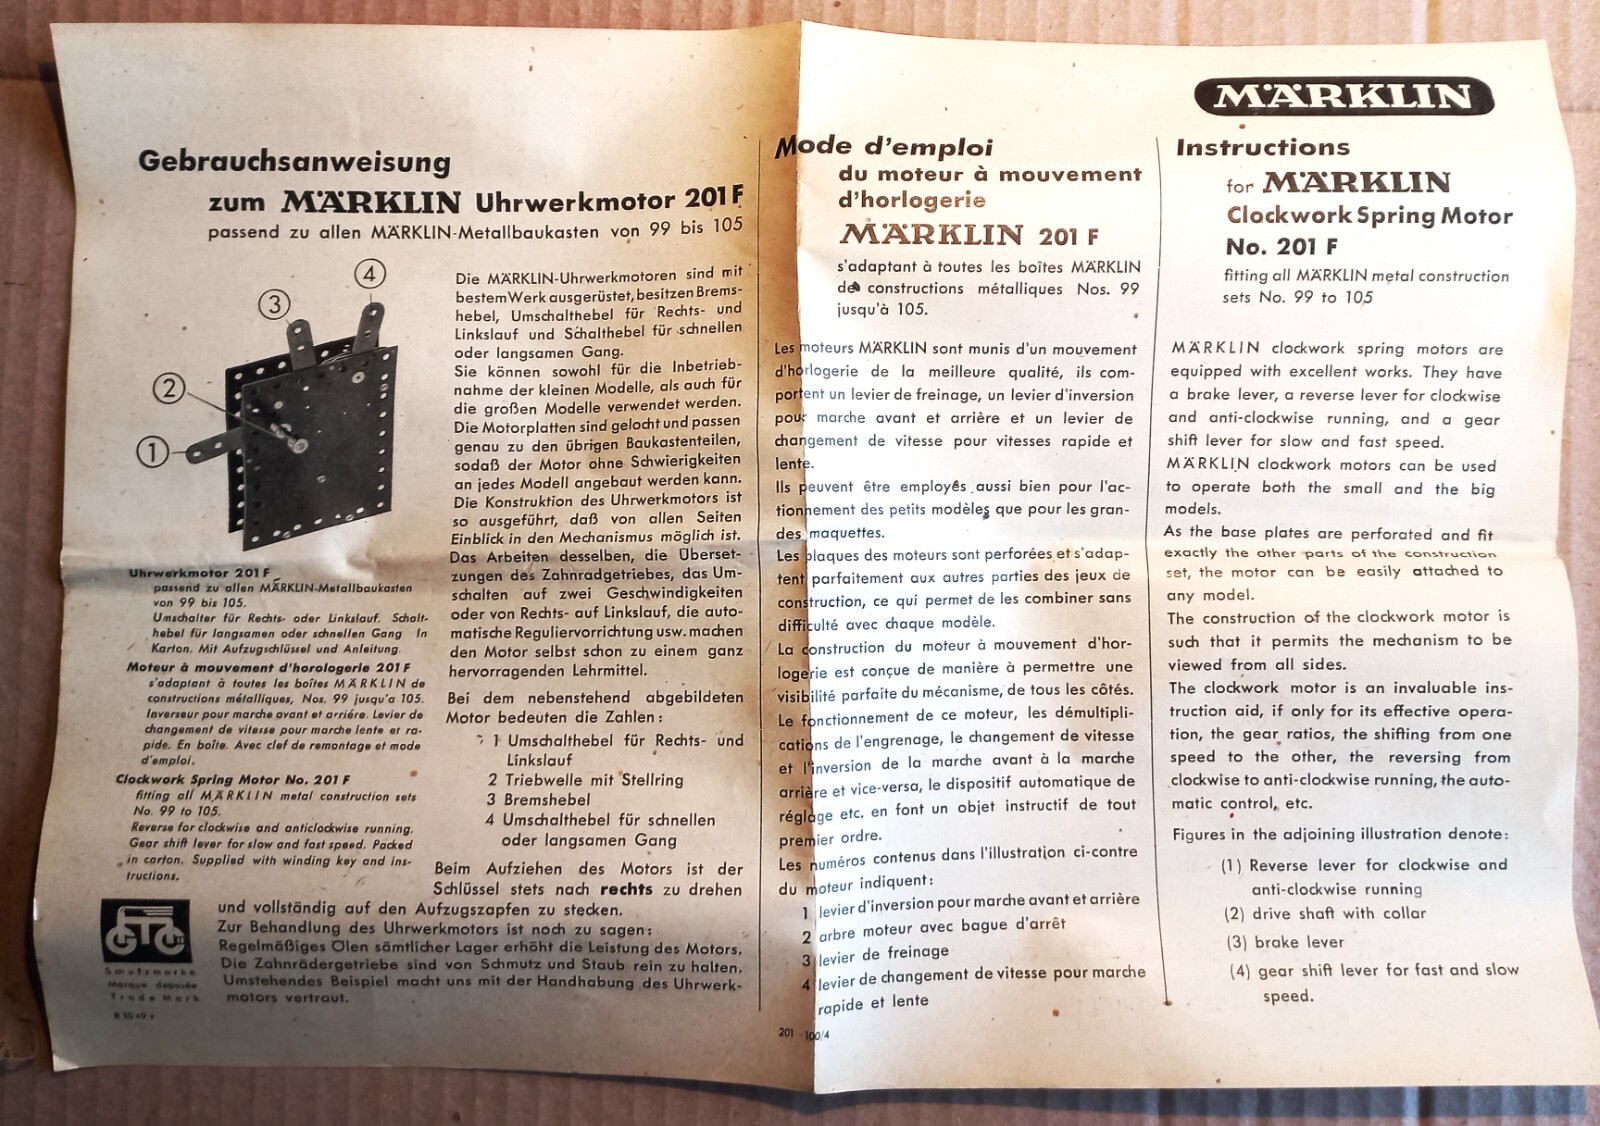 Gebrauchsanweisung
zum MÄRKLIN Uhrwerkmotor 201 F
passend zu allen MÄRKLIN-Metallbaukasten von 99 bis 105
4
3
2
1
Uhrwerkmotor 201 F
passend zu allen MÄRKLIN-Metallbaukasten
von 99 bis 105.
Umschalter für Rechts- oder Linkslauf. Schalt-
hebel für langsamen oder schnellen Gang In
Karton. Mit Aufzugschlüssel und Anleitung.
Moteur à mouvement d'horologerie 201 F
s'adaptant à toutes les boîtes MÄRKLIN de
constructions métalliques, Nos. 99 jusqu'a 105.
Inverseur pour marche avant et arriére. Levier de
changement de vitesse pour marche lente et ra-
pide. En boîte. Avec clef de remontage et mode
d'emploi.
Clockwork Spring Motor No. 201 F
fitting all MÄRKLIN metal construction sets
No. 99 to 105.
Reverse for clockwise and anticlockwise running.
Gear shift lever for slow and fast speed. Packed
in carton. Supplied with winding key and ins-
tructions.
Die MÄRKLIN-Uhrwerkmotoren sind mit
bestem Werk ausgerüstet, besitzen Brems-
hebel, Umschalthebel für Rechts- und
Linkslauf und Schalthebel für schnellen
oder langsamen Gang.
Sie können sowohl für die Inbetrieb-
nahme der kleinen Modelle, als auch für
die großen Modelle verwendet werden.
Die Motorplatten sind gelocht und passen
genau zu den übrigen Baukastenteilen,
sodaß der Motor ohne Schwierigkeiten
an jedes Modell angebaut werden kann.
Die Konstruktion des Uhrwerkmotors ist
so ausgeführt, daß von allen Seiten
Einblick in den Mechanismus möglich ist.
Das Arbeiten desselben, die Überset-
zungen des Zahnradgetriebes, das Um-
schalten auf zwei Geschwindigkeiten
oder von Rechts- auf Linkslauf, die auto-
matische Reguliervorrichtung usw. machen
den Motor selbst schon zu einem ganz
hervorragenden Lehrmittel.
Bei dem nebenstehend abgebildeten
Motor bedeuten die Zahlen:
1 Umschalthebel für Rechts- und
Linkslauf
2 Triebwelle mit Stellring
3 Bremshebel
4 Umschalthebel für schnellen
oder langsamen Gang
Beim Aufziehen des Motors ist der
Schlüssel stets nach rechts zu drehen
und vollständig auf den Aufzugszapfen zu stecken.
Zur Behandlung des Uhrwerkmotors ist noch zu sagen:
Regelmäßiges Ölen sämtlicher Lager erhöht die Leistung des Motors.
Die Zahnrädergetriebe sind von Schmutz und Staub rein zu halten.
Umstehendes Beispiel macht uns mit der Handhabung des Uhrwerk-
motors vertraut.
Schutzmarke
Marque deposée
Trade Mark
Mode d'emploi
du moteur à mouvement
d'horlogerie
MÄRKLIN 201 F
s'adaptant à toutes les boîtes MÄRKLIN
de constructions métalliques Nos. 99
jusqu'à 105.
Les moteurs MÄRKLIN sont munis d'un mouvement
d'horlogerie de la meilleure qualité, ils com-
portent un levier de freinage, un levier d'inversion
pour marche avant et arrière et un levier de
changement de vitesse pour vitesses rapide et
lente.
Ils peuvent être employés aussi bien pour l'ac-
tionnement des petits modèles que pour les gran-
des maquettes.
Les plaques des moteurs sont perforées et s'adap-
tent parfaitement aux autres parties des jeux de
construction, ce qui permet de les combiner sans
difficulté avec chaque modèle.
La construction du moteur à mouvement d'hor-
logerie est conçue de manière à permettre une
visibilité parfaite du mécanisme, de tous les côtés.
Le fonctionnement de ce moteur, les démultipli-
cations de l'engrenage, le changement de vitesse
et l'inversion de la marche avant à la marche
arrière et vice-versa, le dispositif automatique de
réglage etc. en font un objet instructif de tout
premier ordre.
Les numéros contenus dans l'illustration ci-contre
du moteur indiquent:
1 levier d'inversion pour marche avant et arrière
2 arbre moteur avec bague d'arrêt
3 levier de freinage
4 levier de changement de vitesse pour marche
rapide et lente
201 100/4
MÄRKLIN
Instructions
for MÄRKLIN
Clockwork Spring Motor
No. 201 F
fitting all MÄRKLIN metal construction
sets No. 99 to 105
MÄRKLIN clockwork spring motors are
equipped with excellent works. They have
a brake lever, a reverse lever for clockwise
and anti-clockwise running, and a gear
shift lever for slow and fast speed.
MÄRKLIN clockwork motors can be used
to operate both the small and the big
models.
As the base plates are perforated and fit
exactly the other parts of the construction
set, the motor can be easily attached to
any model.
The construction of the clockwork motor is
such that it permits the mechanism to be
viewed from all sides.
The clockwork motor is an invaluable ins-
truction aid, if only for its effective opera-
tion, the gear ratios, the shifting from one
speed to the other, the reversing from
clockwise to anti-clockwise running, the auto-
matic control, etc.
Figures in the adjoining illustration denote:
(1) Reverse lever for clockwise and
anti-clockwise running
(2) drive shaft with collar
(3) brake lever
(4) gear shift lever for fast and slow
speed.